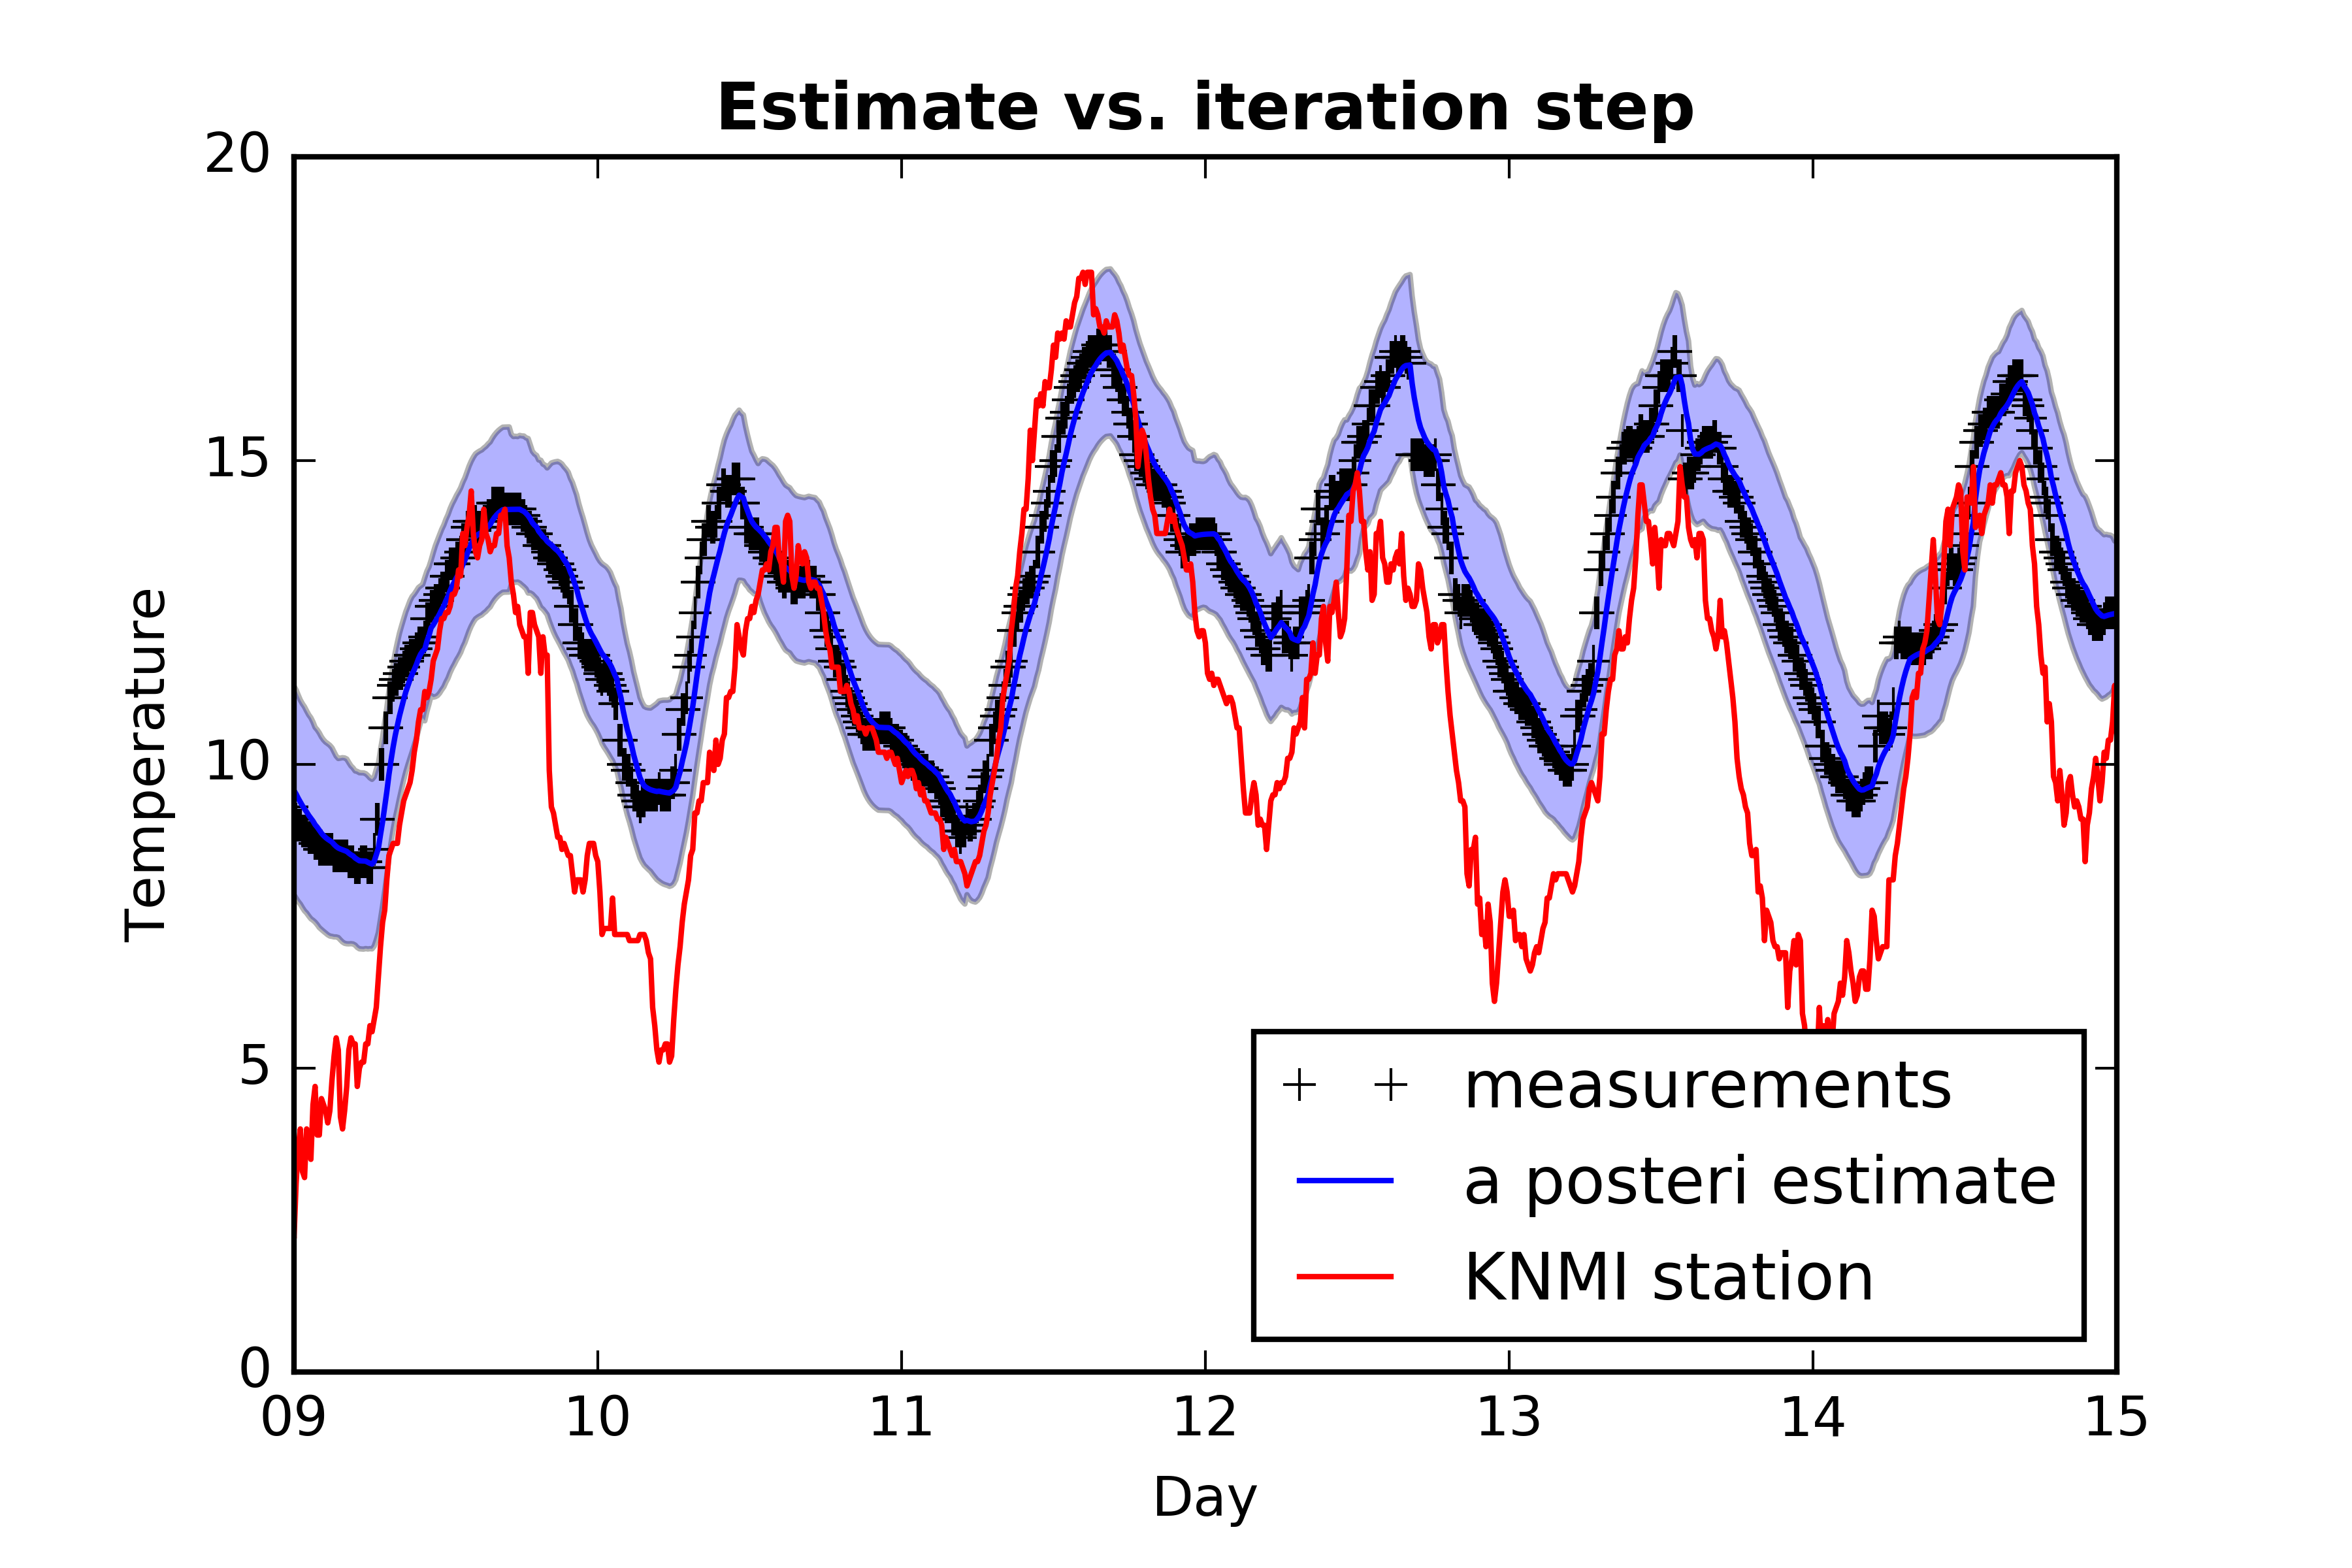 Estimate vs. iteration step
20
15
10
5
0
Temperature
measurements
a posteri estimate
KNMI station
09 10 11 12 13 14 15
Day